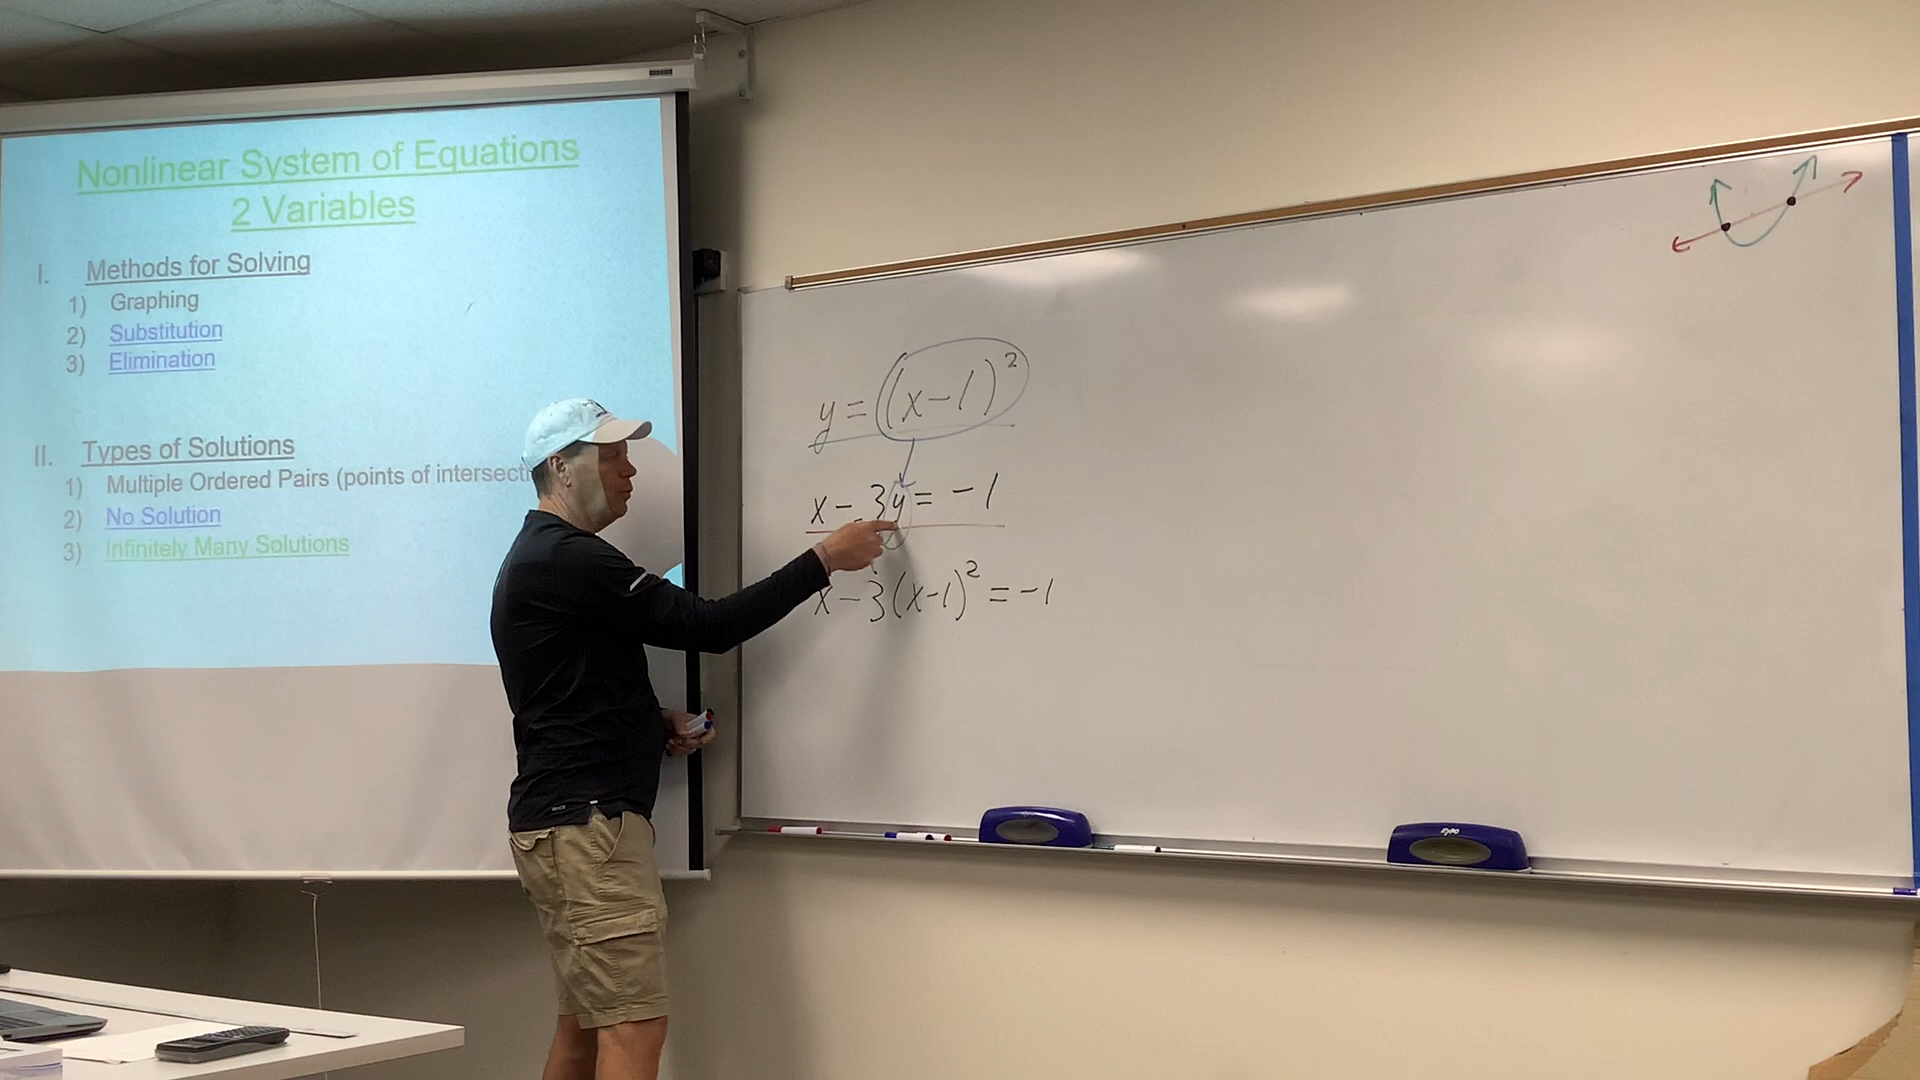 Nonlinear System of Equations
2 Variables
I. Methods for Solving
1) Graphing
2) Substitution
3) Elimination
II. Types of Solutions
1) Multiple Ordered Pairs (points of intersecti
2) No Solution
3) Infinitely Many Solutions
y = (x-1)²
x - 3y = -1
x - 3(x-1)² = -1
EXPO